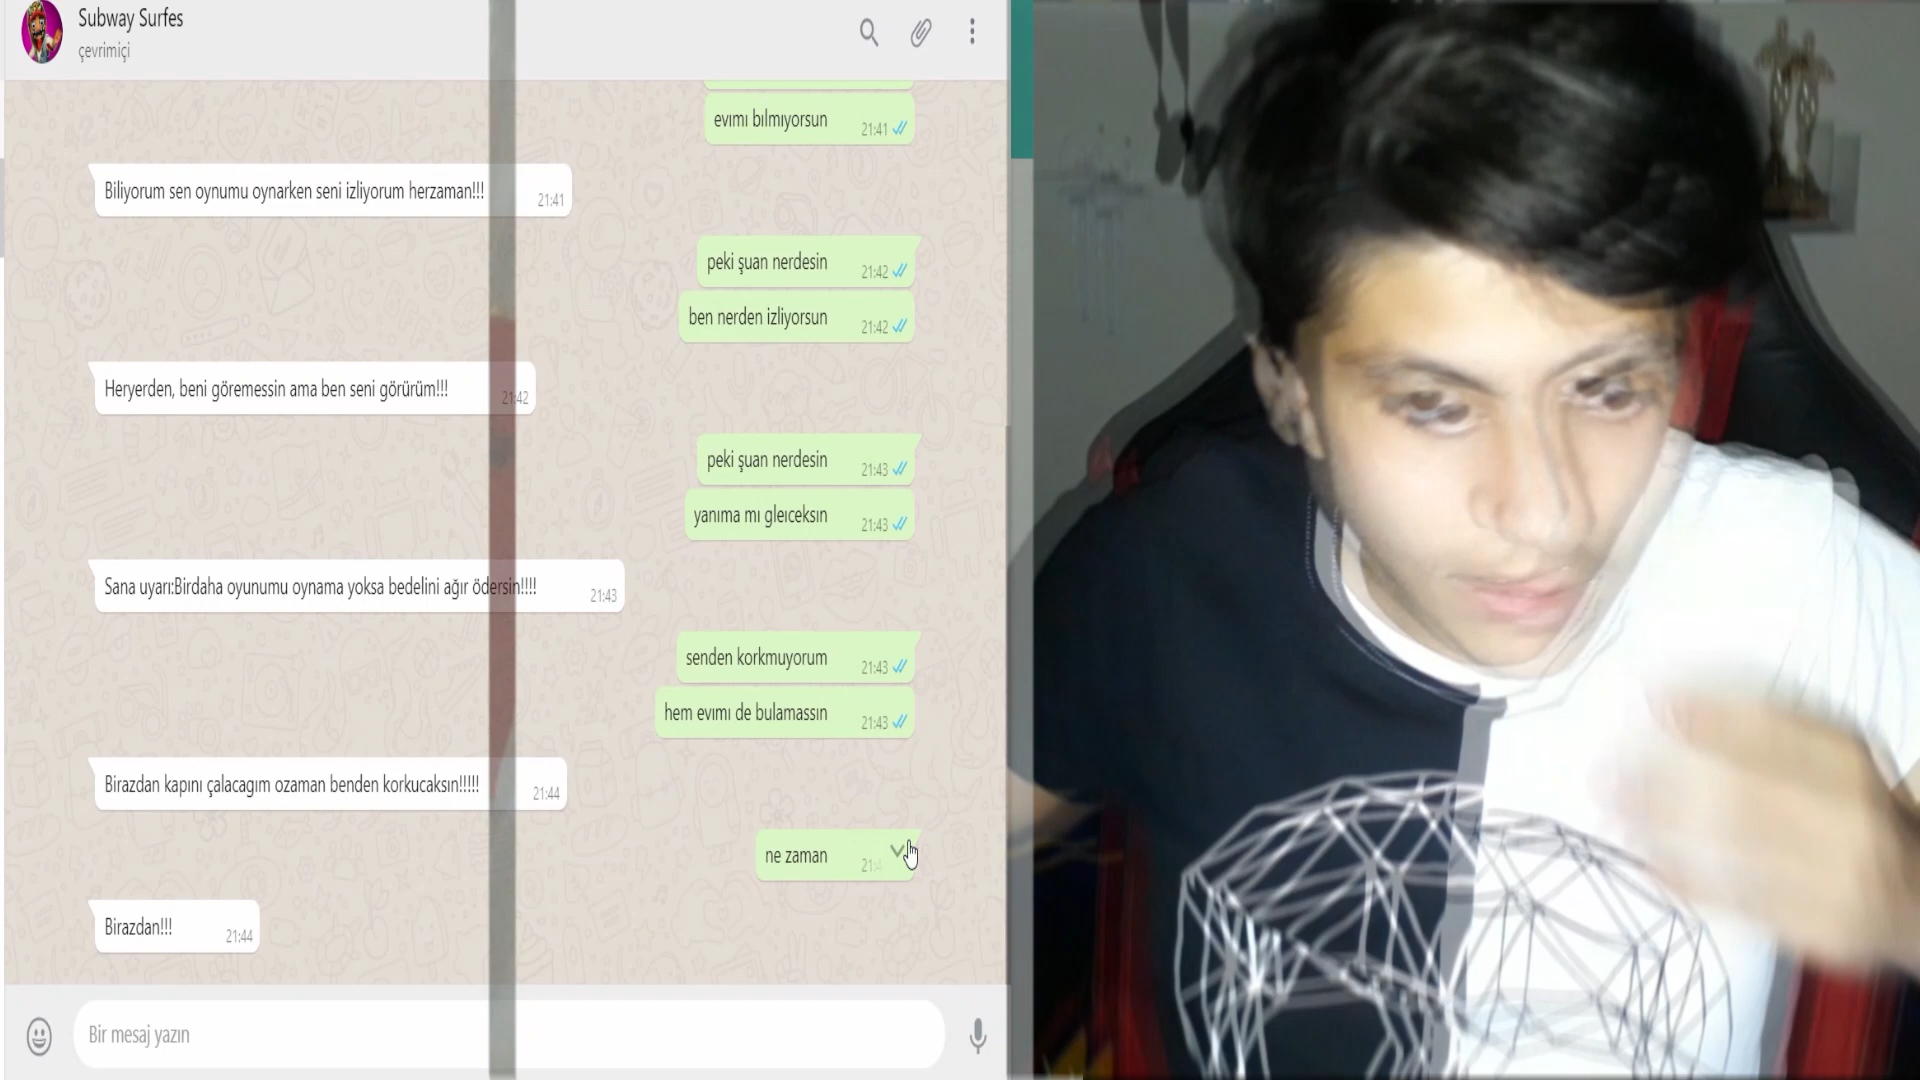 Subway Surfes
çevrimiçi
evımı bılmıyorsun
21:41
Biliyorum sen oynumu oynarken seni izliyorum herzaman!!!
21:41
peki şuan nerdesin
21:42
ben nerden izliyorsun
21:42
Heryerden, beni göremessin ama ben seni görürüm!!!
21:42
peki şuan nerdesin
21:43
yanıma mı gleıceksın
21:43
Sana uyarı:Birdaha oyunumu oynama yoksa bedelini ağır ödersin!!!!
21:43
senden korkmuyorum
21:43
hem evımı de bulamassın
21:43
Birazdan kapını çalacagım ozaman benden korkucaksın!!!!!
21:44
ne zaman
Birazdan!!!
21:44
Bir mesaj yazın